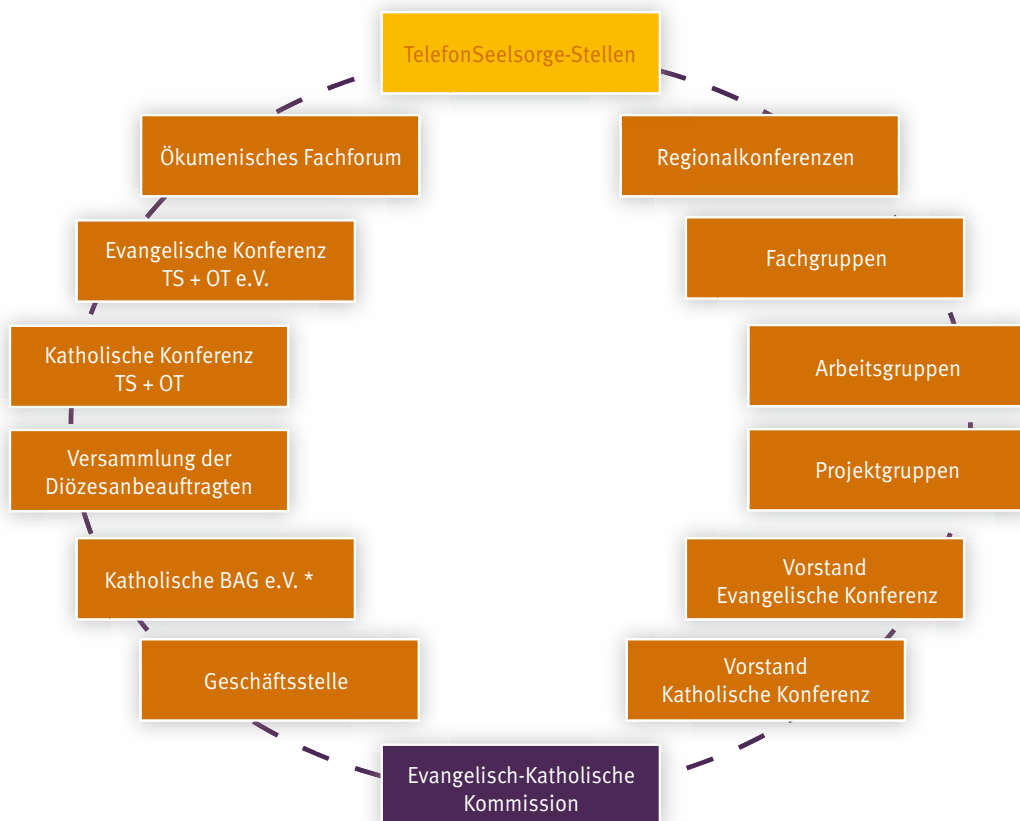 TelefonSeelsorge-Stellen
Ökumenisches Fachforum
Regionalkonferenzen
Evangelische Konferenz
TS + OT e.V.
Fachgruppen
Katholische Konferenz
TS + OT
Arbeitsgruppen
Versammlung der
Diözesanbeauftragten
Projektgruppen
Katholische BAG e.V. *
Vorstand
Evangelische Konferenz
Geschäftsstelle
Vorstand
Katholische Konferenz
Evangelisch-Katholische
Kommission